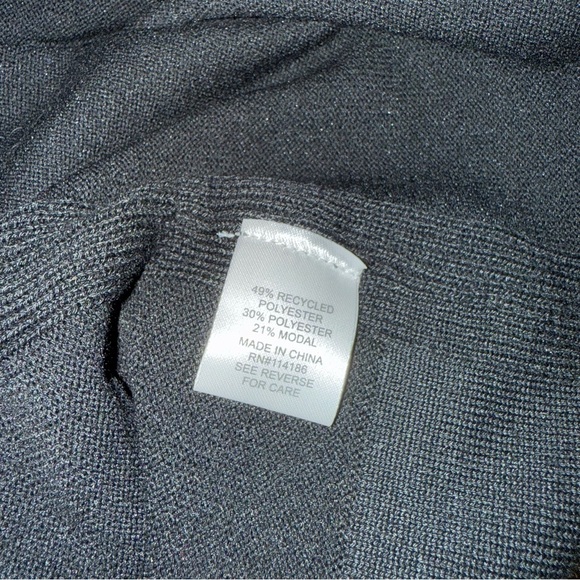 49% RECYCLED
POLYESTER
30% POLYESTER
21% MODAL
MADE IN CHINA
RN#114186
SEE REVERSE
FOR CARE